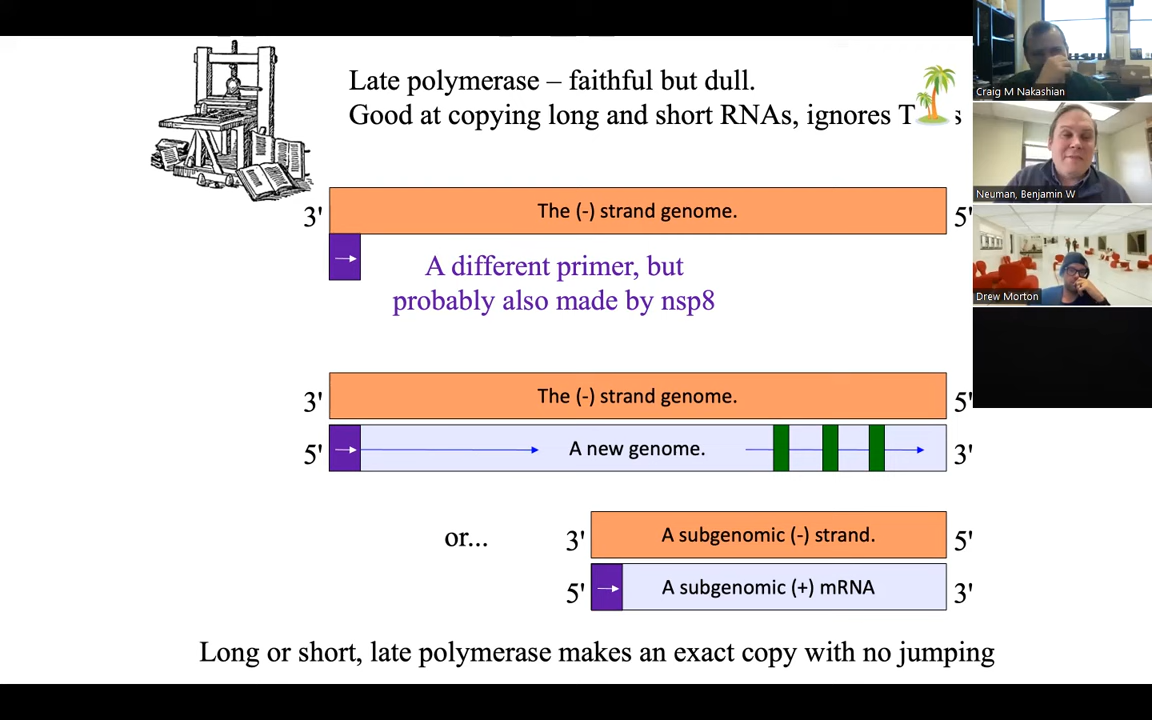 Late polymerase – faithful but dull.
Good at copying long and short RNAs, ignores T s
Craig M Nakashian
Neuman, Benjamin W
Drew Morton
3' The (-) strand genome. 5'
A different primer, but
probably also made by nsp8
3' The (-) strand genome. 5'
5' A new genome. 3'
or... 3' A subgenomic (-) strand. 5'
5' A subgenomic (+) mRNA 3'
Long or short, late polymerase makes an exact copy with no jumping